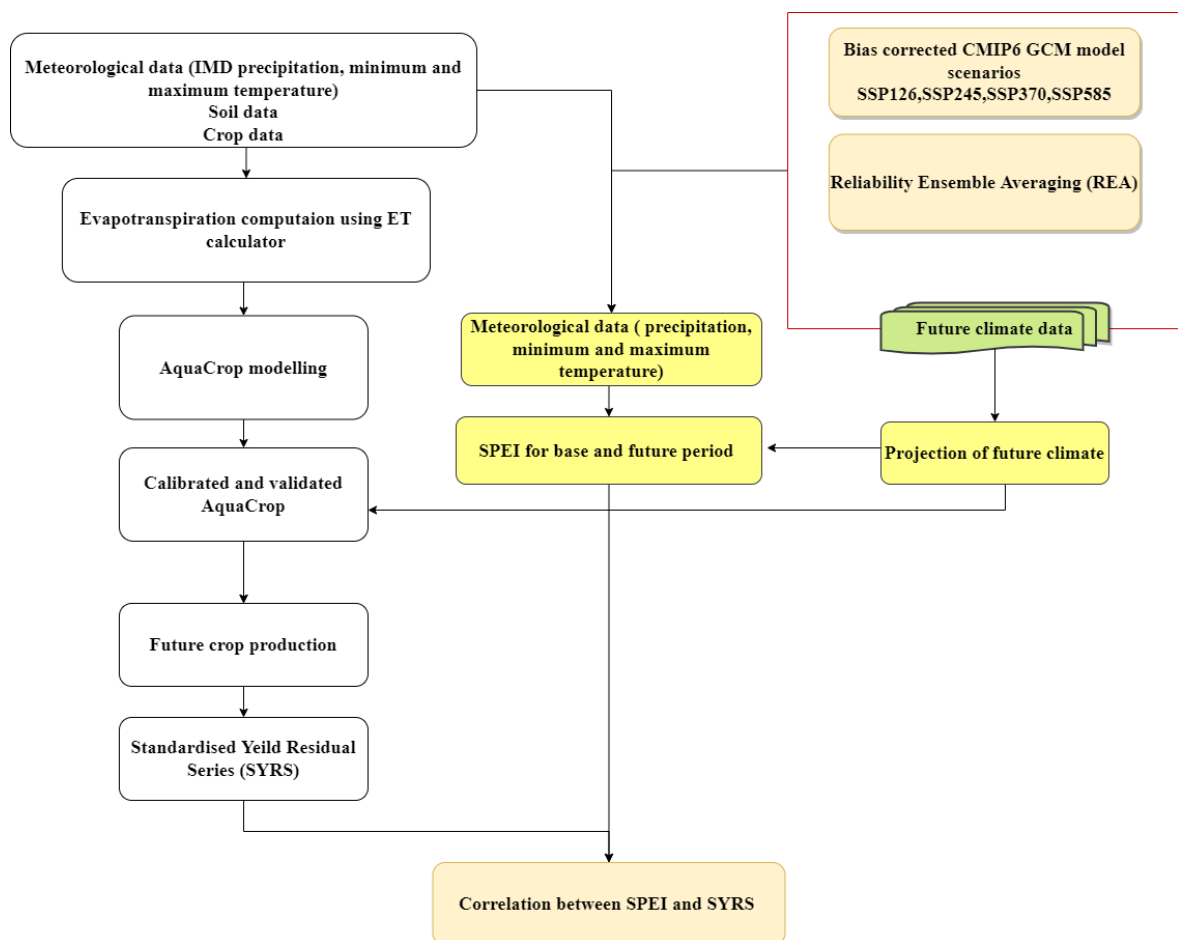 Meteorological data (IMD precipitation, minimum and
maximum temperature)
Soil data
Crop data
Evapotranspiration computaion using ET
calculator
AquaCrop modelling
Calibrated and validated
AquaCrop
Future crop production
Standardised Yeild Residual
Series (SYRS)
Meteorological data ( precipitation,
minimum and maximum
temperature)
SPEI for base and future period
Bias corrected CMIP6 GCM model
scenarios
SSP126,SSP245,SSP370,SSP585
Reliability Ensemble Averaging (REA)
Future climate data
Projection of future climate
Correlation between SPEI and SYRS